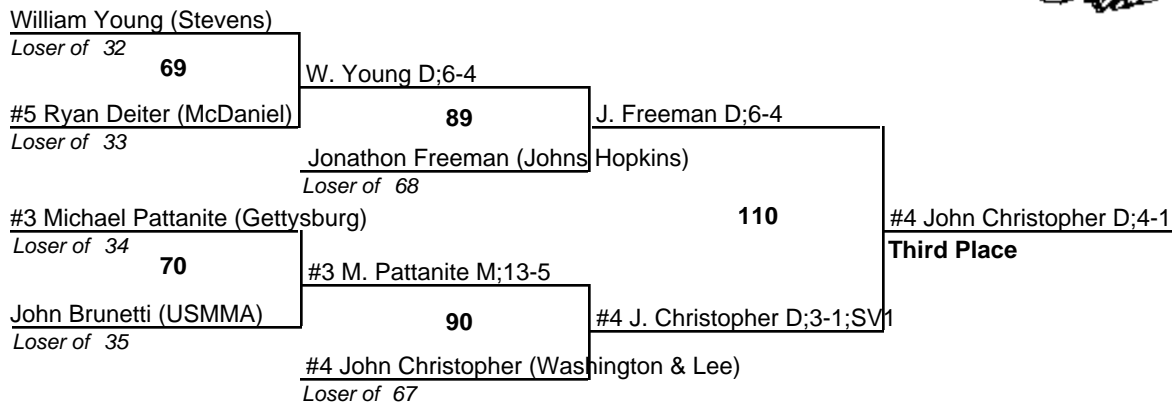 William Young (Stevens)
Loser of 32
69
W. Young D;6-4
#5 Ryan Deiter (McDaniel)
Loser of 33
89
J. Freeman D;6-4
Jonathon Freeman (Johns Hopkins)
Loser of 68
#3 Michael Pattanite (Gettysburg)
Loser of 34
110
#4 John Christopher D;4-1
Third Place
70
#3 M. Pattanite M;13-5
John Brunetti (USMMA)
Loser of 35
90
#4 J. Christopher D;3-1;SV1
#4 John Christopher (Washington & Lee)
Loser of 67